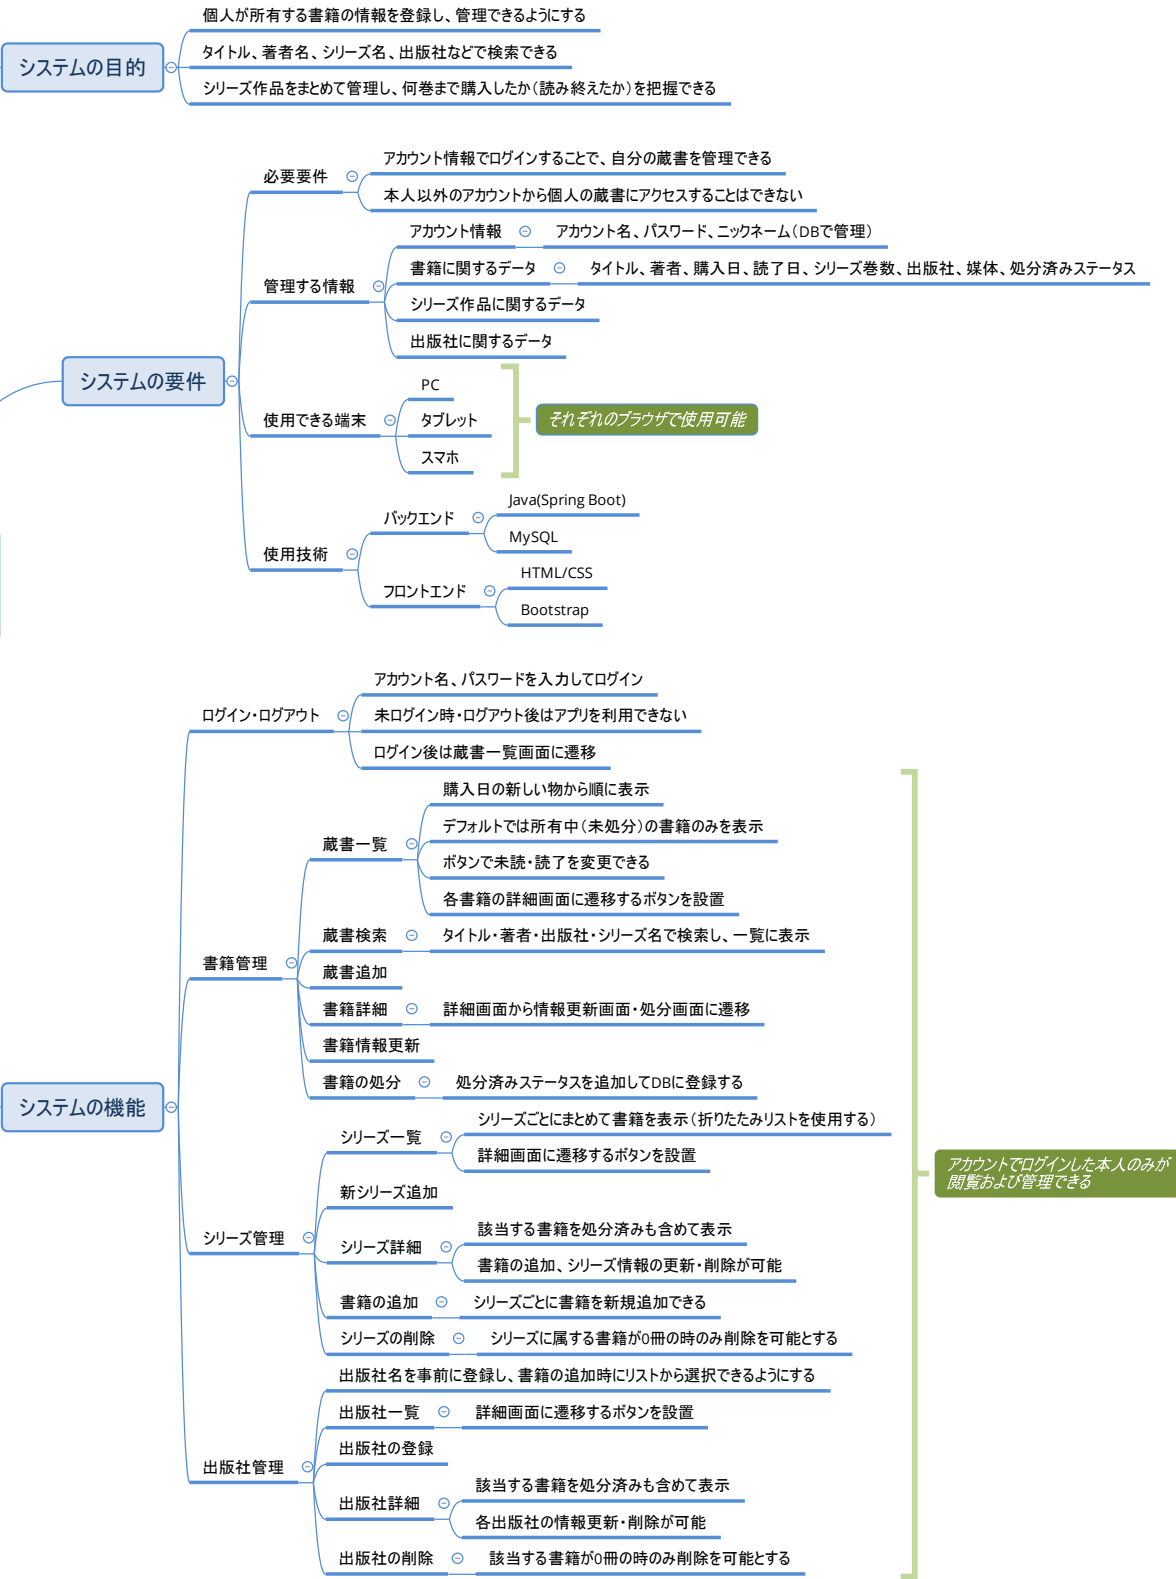 システムの目的
個人が所有する書籍の情報を登録し、管理できるようにする
タイトル、著者名、シリーズ名、出版社などで検索できる
シリーズ作品をまとめて管理し、何巻まで購入したか（読み終えたか）を把握できる
システムの要件
必要要件
アカウント情報でログインすることで、自分の蔵書を管理できる
本人以外のアカウントから個人の蔵書にアクセスすることはできない
管理する情報
アカウント情報
アカウント名、パスワード、ニックネーム（DBで管理）
書籍に関するデータ
タイトル、著者、購入日、読了日、シリーズ巻数、出版社、媒体、処分済みステータス
シリーズ作品に関するデータ
出版社に関するデータ
使用できる端末
PC
タブレット
スマホ
それぞれのブラウザで使用可能
使用技術
バックエンド
Java(Spring Boot)
MySQL
フロントエンド
HTML/CSS
Bootstrap
システムの機能
ログイン・ログアウト
アカウント名、パスワードを入力してログイン
未ログイン時・ログアウト後はアプリを利用できない
ログイン後は蔵書一覧画面に遷移
書籍管理
蔵書一覧
購入日の新しい物から順に表示
デフォルトでは所有中（未処分）の書籍のみを表示
ボタンで未読・読了を変更できる
各書籍の詳細画面に遷移するボタンを設置
蔵書検索
タイトル・著者・出版社・シリーズ名で検索し、一覧に表示
蔵書追加
書籍詳細
詳細画面から情報更新画面・処分画面に遷移
書籍情報更新
書籍の処分
処分済みステータスを追加してDBに登録する
シリーズ管理
シリーズ一覧
シリーズごとにまとめて書籍を表示（折りたたみリストを使用する）
詳細画面に遷移するボタンを設置
新シリーズ追加
シリーズ詳細
該当する書籍を処分済みも含めて表示
書籍の追加、シリーズ情報の更新・削除が可能
書籍の追加
シリーズごとに書籍を新規追加できる
シリーズの削除
シリーズに属する書籍が0冊の時のみ削除を可能とする
出版社管理
出版社名を事前に登録し、書籍の追加時にリストから選択できるようにする
出版社一覧
詳細画面に遷移するボタンを設置
出版社の登録
出版社詳細
該当する書籍を処分済みも含めて表示
各出版社の情報更新・削除が可能
出版社の削除
該当する書籍が0冊の時のみ削除を可能とする
アカウントでログインした本人のみが
閲覧および管理できる